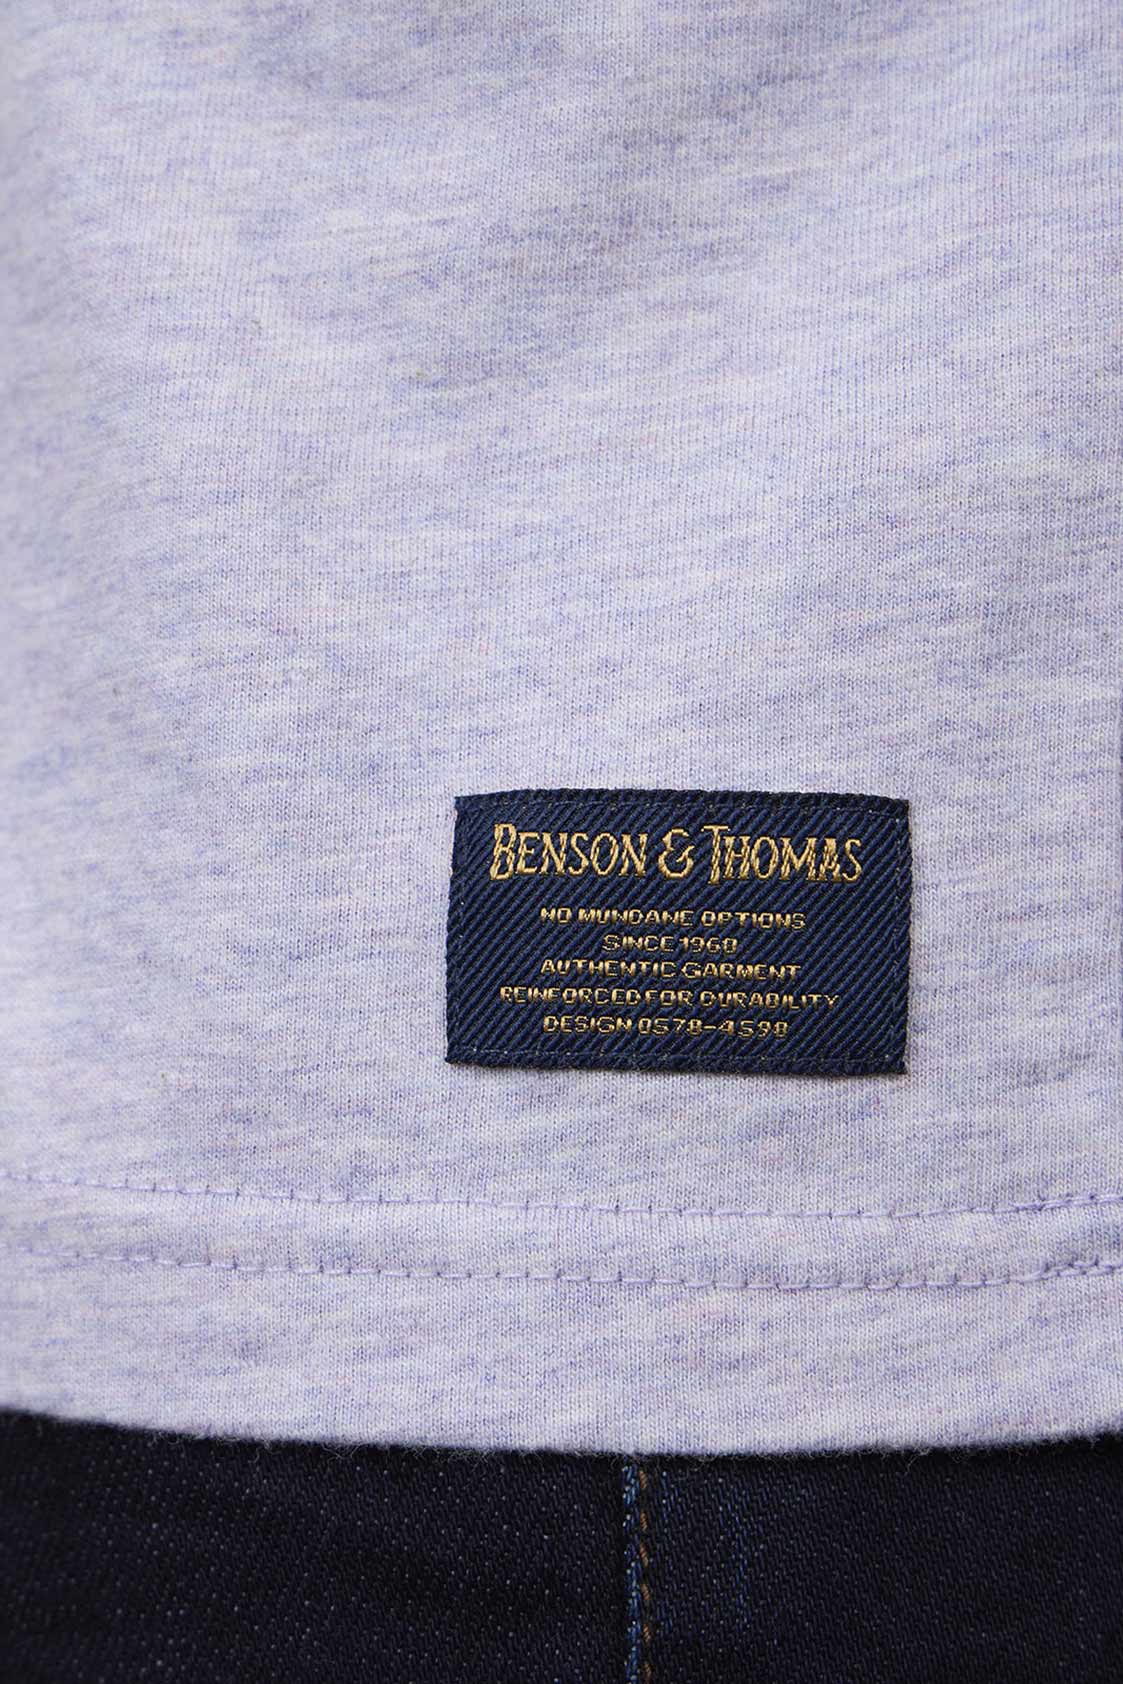 BENSON & THOMAS
NO MUNDANE OPTIONS
SINCE 1968
AUTHENTIC GARMENT
REINFORCED FOR DURABILITY
DESIGN 0578-4598